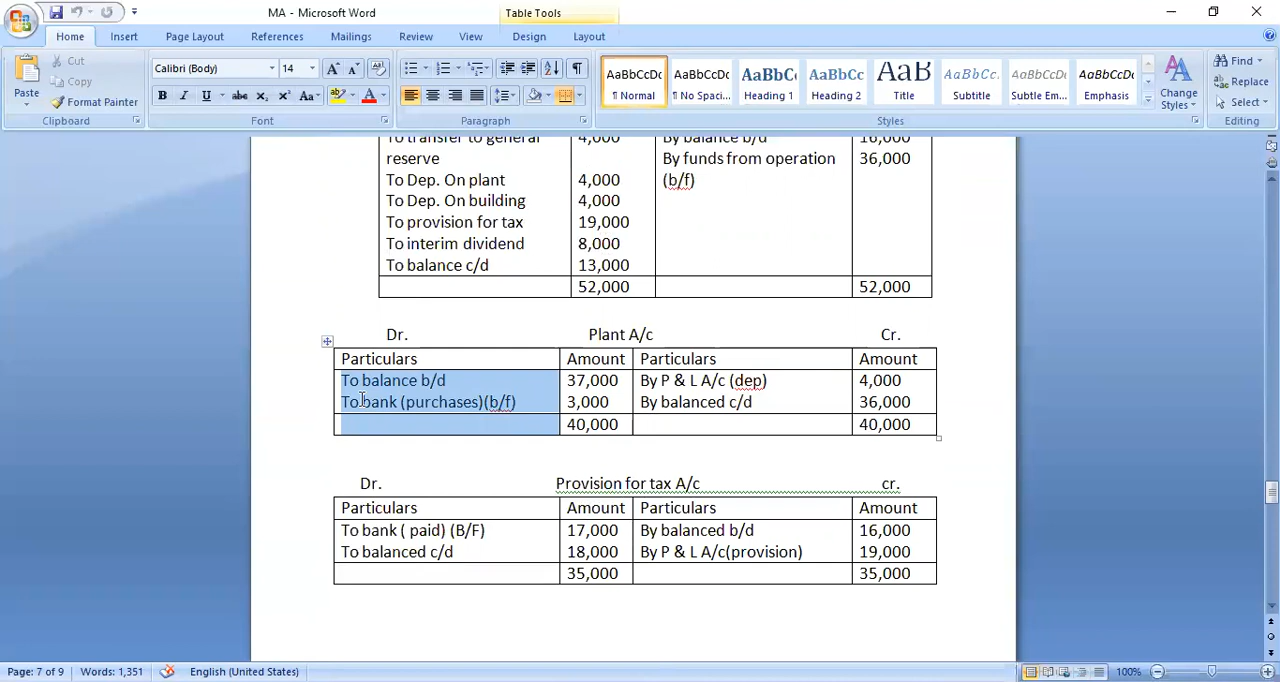 MA - Microsoft Word
Table Tools
Home Insert Page Layout References Mailings Review View Design Layout
Paste
Cut
Copy
Format Painter
Clipboard
Calibri (Body) 14
Font
Paragraph
AaBbCcDc AaBbCcDc AaBbC AaBbCc AaB AaBbCc. AaBbCcDc AaBbCcDc
¶ Normal ¶ No Spaci... Heading 1 Heading 2 Title Subtitle Subtle Em... Emphasis
Styles
Change Styles
Find
Replace
Select
Editing
To transfer to general 4,000 By balance b/d 16,000
reserve By funds from operation 36,000
To Dep. On plant 4,000 (b/f)
To Dep. On building 4,000
To provision for tax 19,000
To interim dividend 8,000
To balance c/d 13,000
52,000 52,000
Dr. Plant A/c Cr.
Particulars Amount Particulars Amount
To balance b/d 37,000 By P & L A/c (dep) 4,000
To bank (purchases)(b/f) 3,000 By balanced c/d 36,000
40,000 40,000
Dr. Provision for tax A/c cr.
Particulars Amount Particulars Amount
To bank ( paid) (B/F) 17,000 By balanced b/d 16,000
To balanced c/d 18,000 By P & L A/c(provision) 19,000
35,000 35,000
Page: 7 of 9 Words: 1,351 English (United States) 100%